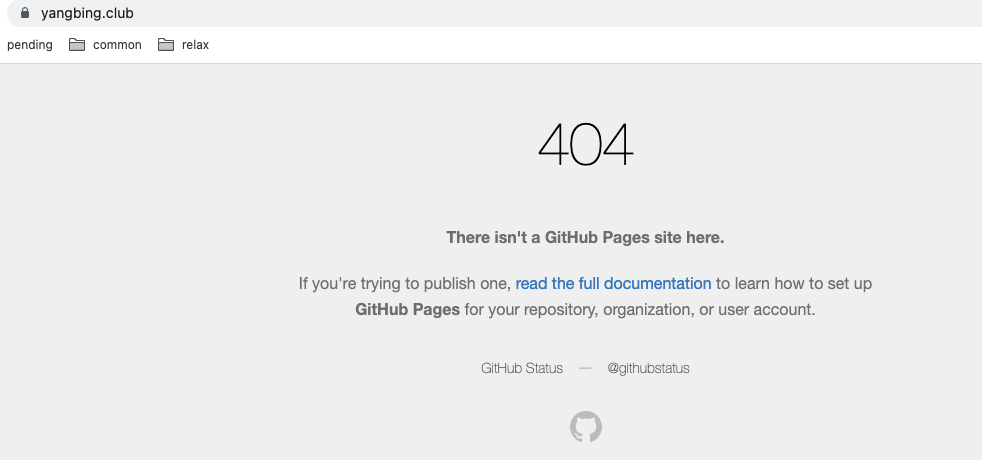 yangbing.club
pending common relax
404
There isn't a GitHub Pages site here.
If you're trying to publish one, read the full documentation to learn how to set up
GitHub Pages for your repository, organization, or user account.
GitHub Status — @githubstatus